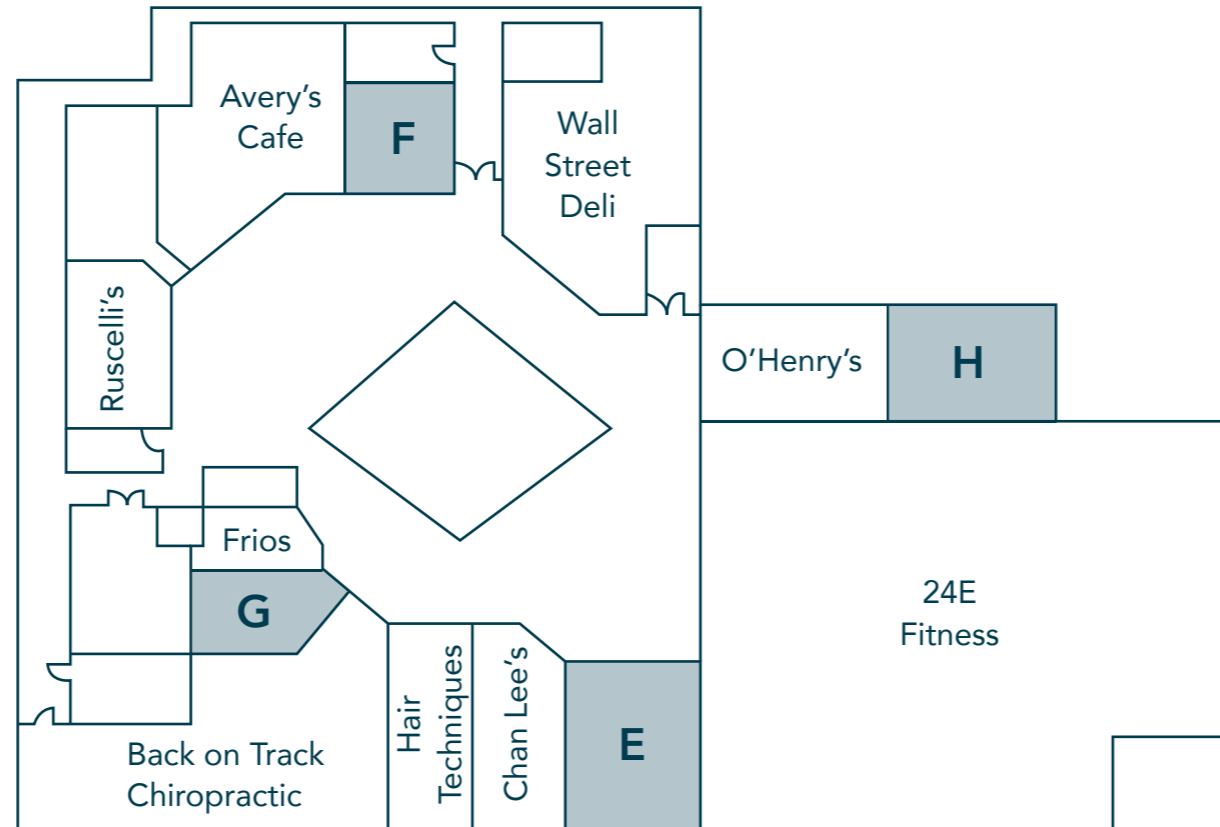 Avery's
Cafe
F
Wall
Street
Deli
Ruscelli's
O'Henry's
H
Frios
G
24E
Fitness
Hair
Techniques
Chan Lee's
E
Back on Track
Chiropractic